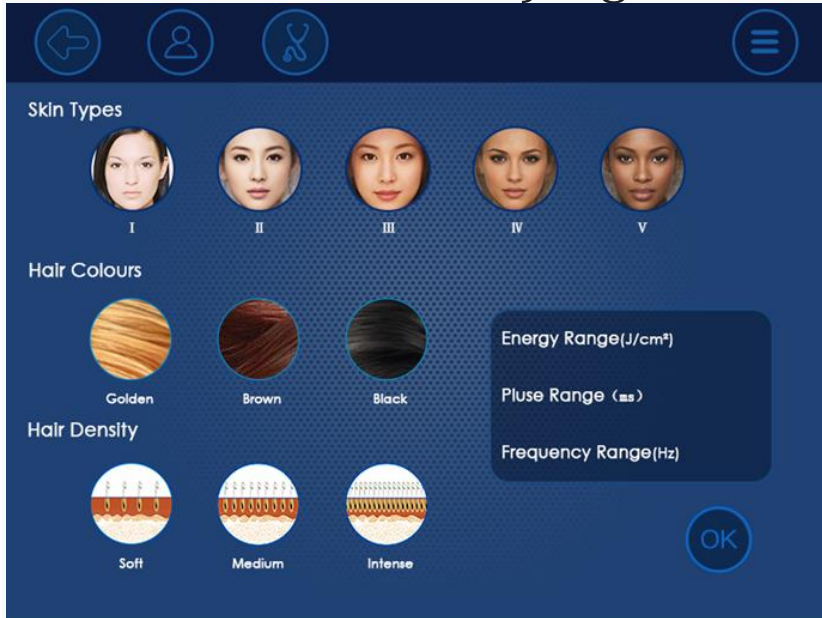 Skin Types
I II III IV V
Hair Colours
Golden Brown Black
Energy Range(J/cm²)
Pluse Range (ms)
Frequency Range(Hz)
Hair Density
Soft Medium Intense
OK